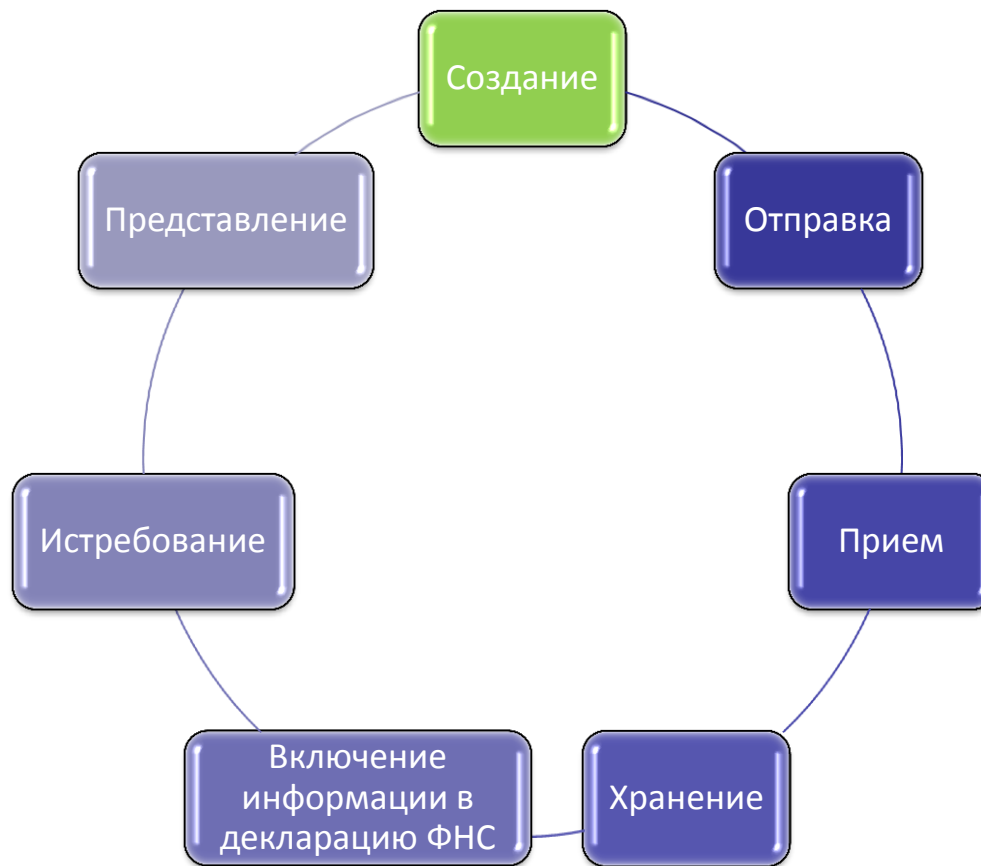 Создание
Отправка
Прием
Хранение
Включение
информации в
декларацию ФНС
Истребование
Представление